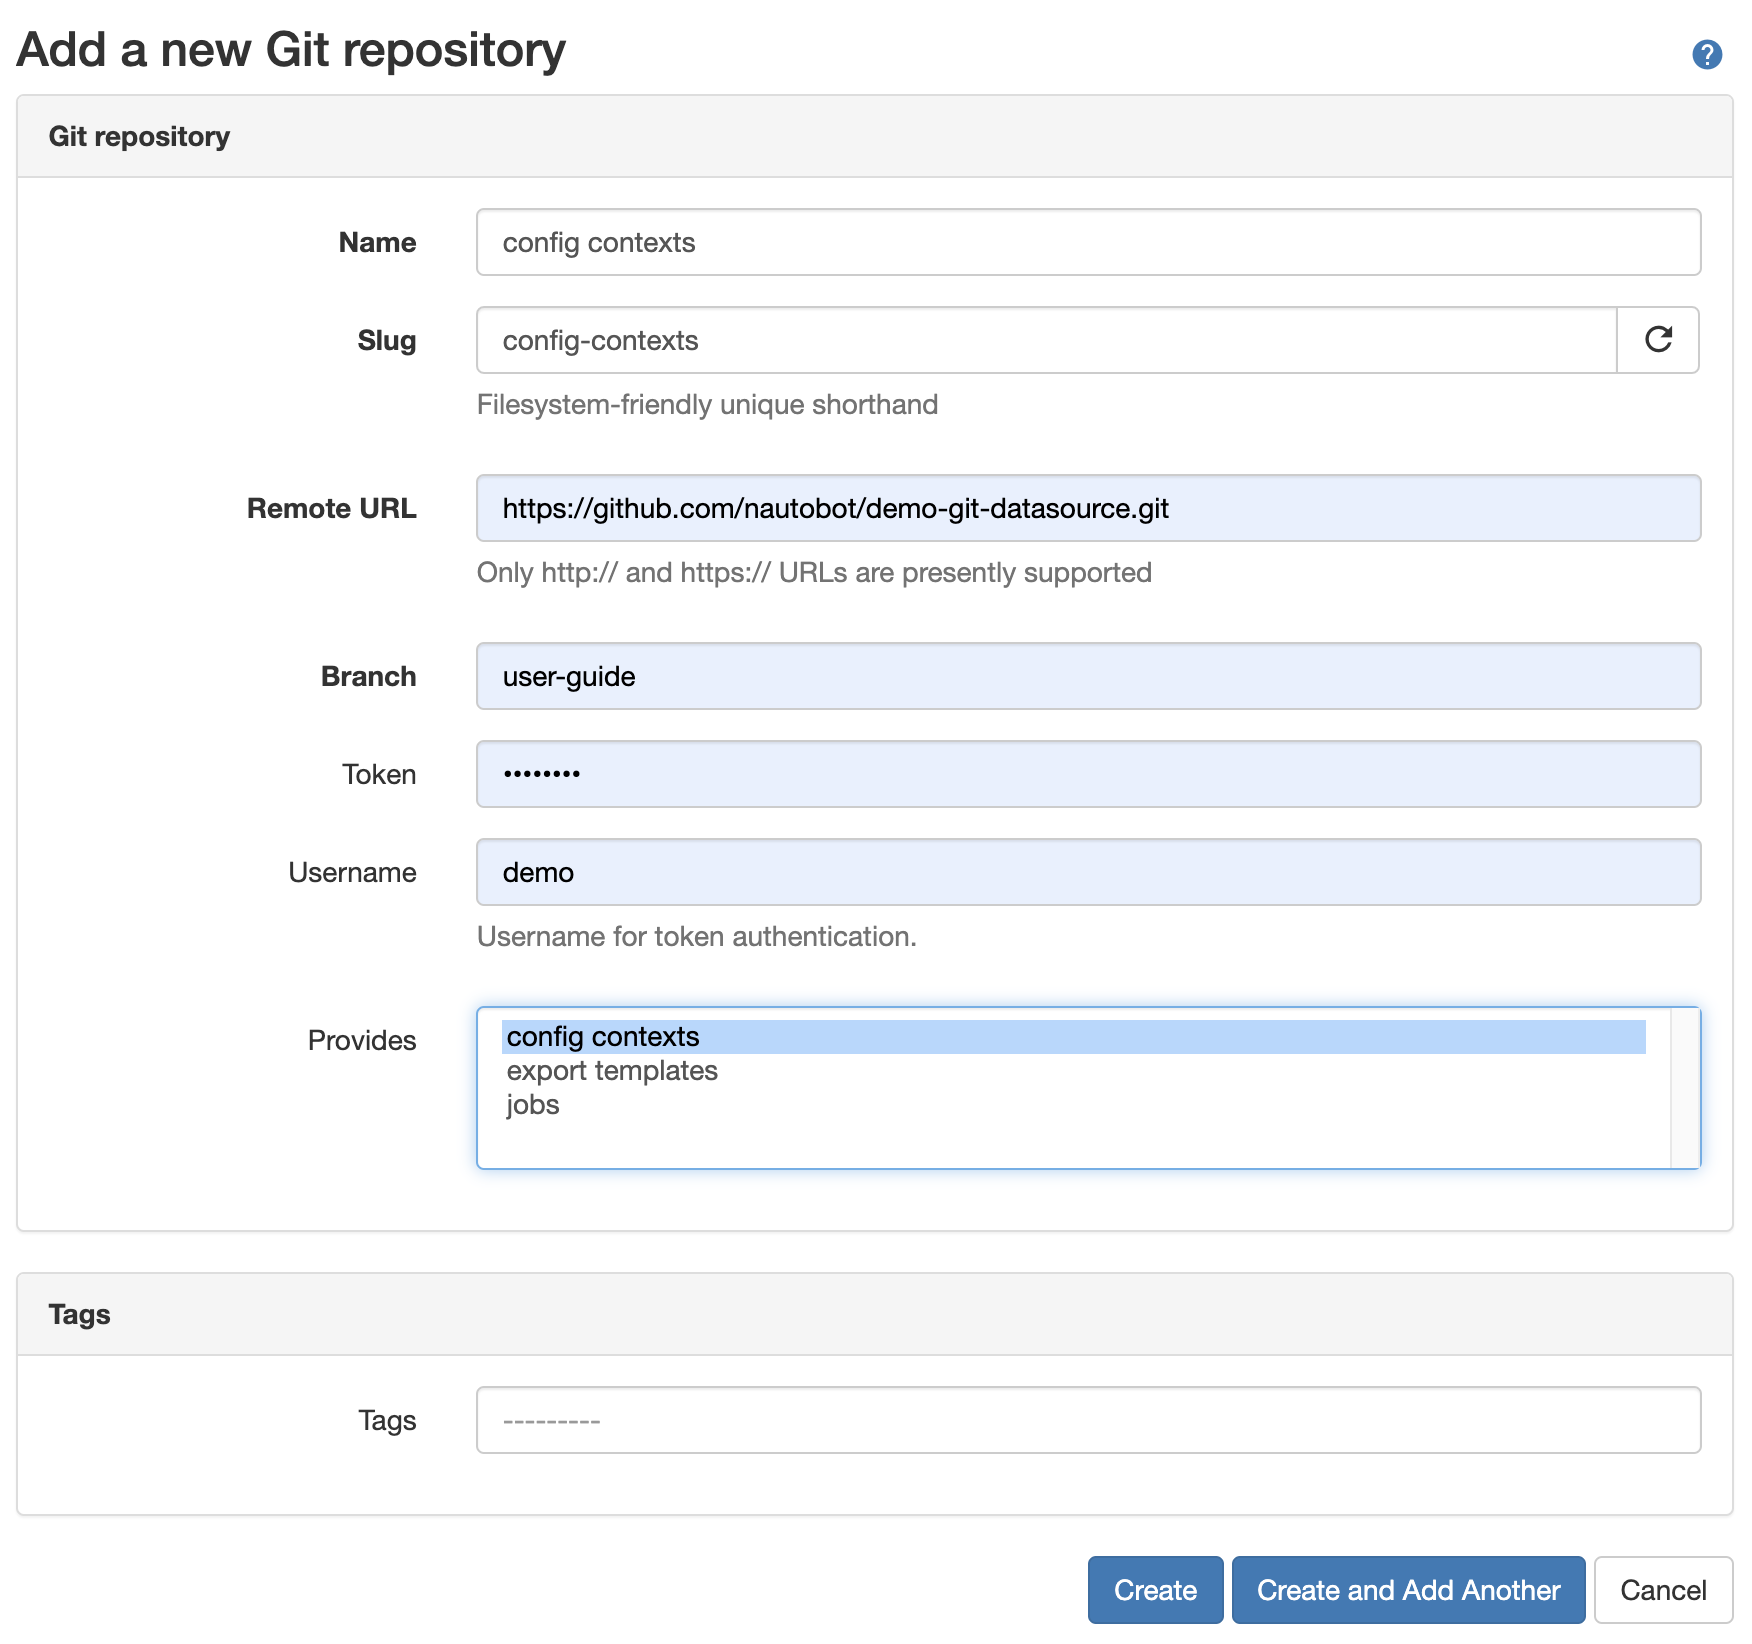 Add a new Git repository
?
Git repository
Name
config contexts
Slug
config-contexts
Filesystem-friendly unique shorthand
Remote URL
https://github.com/nautobot/demo-git-datasource.git
Only http:// and https:// URLs are presently supported
Branch
user-guide
Token
••••••••
Username
demo
Username for token authentication.
Provides
config contexts
export templates
jobs
Tags
Tags
---------
Create
Create and Add Another
Cancel